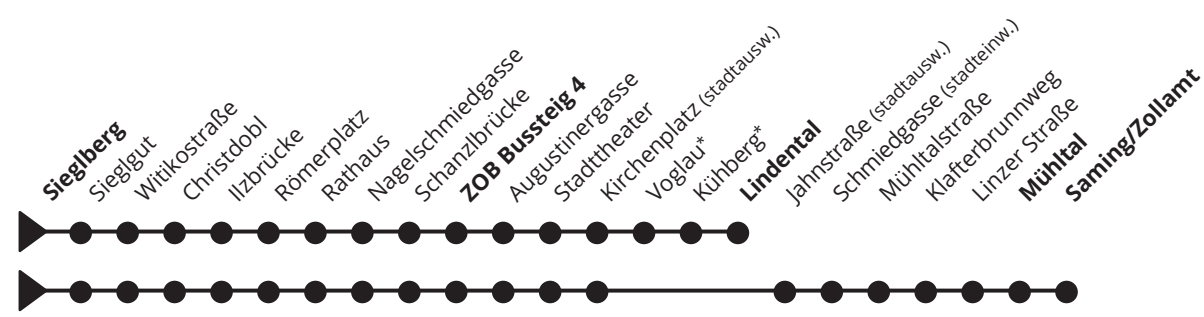 Sieglberg
Sieglgut
Witikostraße
Christdobl
Ilzbrücke
Römerplatz
Rathaus
Nagelschmiedgasse
Schanzlbrücke
ZOB Bussteig 4
Augustinergasse
Stadttheater
Kirchenplatz (stadtausw.)
Voglau*
Kühberg*
Lindental
Jahnstraße (stadtausw.)
Schmiedgasse (stadteinw.)
Mühltalstraße
Klafterbrunnweg
Linzer Straße
Mühltal
Saming/Zollamt